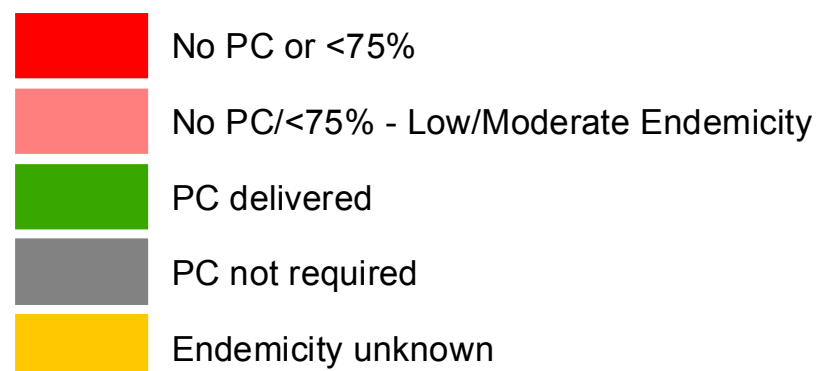 No PC or <75%
No PC/<75% - Low/Moderate Endemicity
PC delivered
PC not required
Endemicity unknown